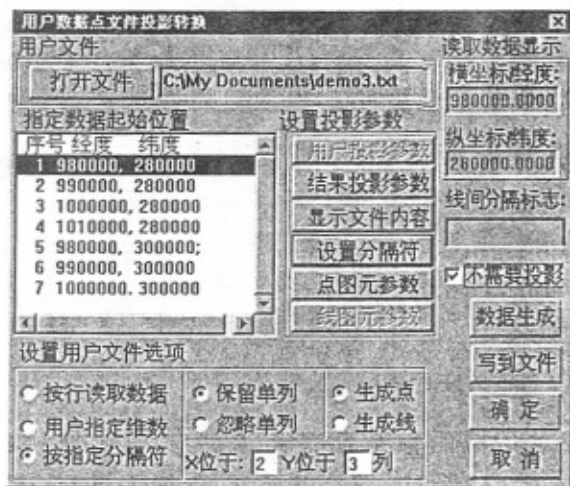 用户数据点文件投影转换
用户文件
打开文件 C:\My Documents\demo3.txt
读取数据显示
横坐标/经度:
980000.0000
纵坐标/纬度:
280000.0000
线间分隔标志:
不需要投影
数据生成
写到文件
确 定
取 消
指定数据起始位置
序号 经度 纬度
1 980000, 280000
2 990000, 280000
3 1000000, 280000
4 1010000, 280000
5 980000, 300000;
6 990000, 300000
7 1000000. 300000
设置投影参数
用户投影参数
结果投影参数
显示文件内容
设置分隔符
点图元参数
线图元参数
设置用户文件选项
按行读取数据
用户指定维数
按指定分隔符
保留单列
忽略单列
生成点
生成线
X位于: 2 Y位于 3 列